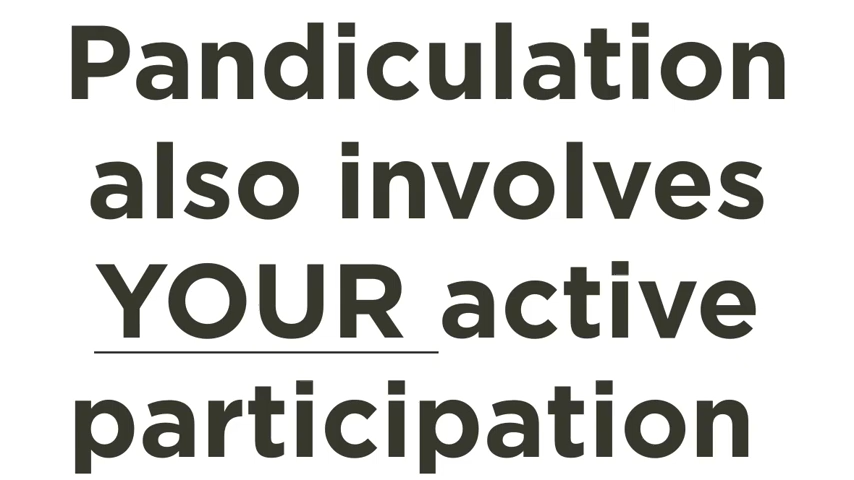 Pandiculation
also involves
YOUR active
participation